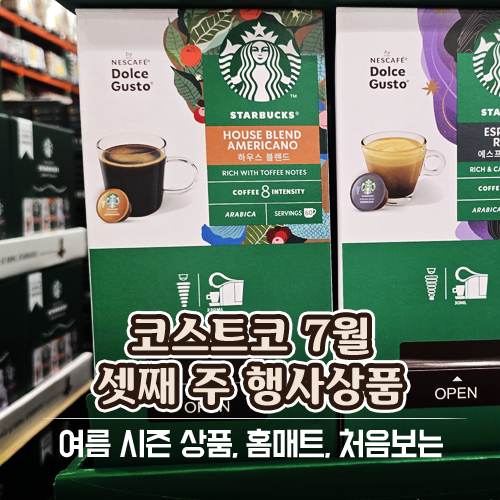 by
NESCAFÉ®
Dolce
Gusto®
STARBUCKS®
HOUSE BLEND
AMERICANO
하우스 블렌드
RICH WITH TOFFEE NOTES
COFFEE 8 INTENSITY
ARABICA
by
NESCAFÉ®
Dolce
Gusto®
RICH &
코스트코 7월
셋째 주 행사상품
OPEN
OPEN
여름 시즌 상품, 홈매트, 처음보는